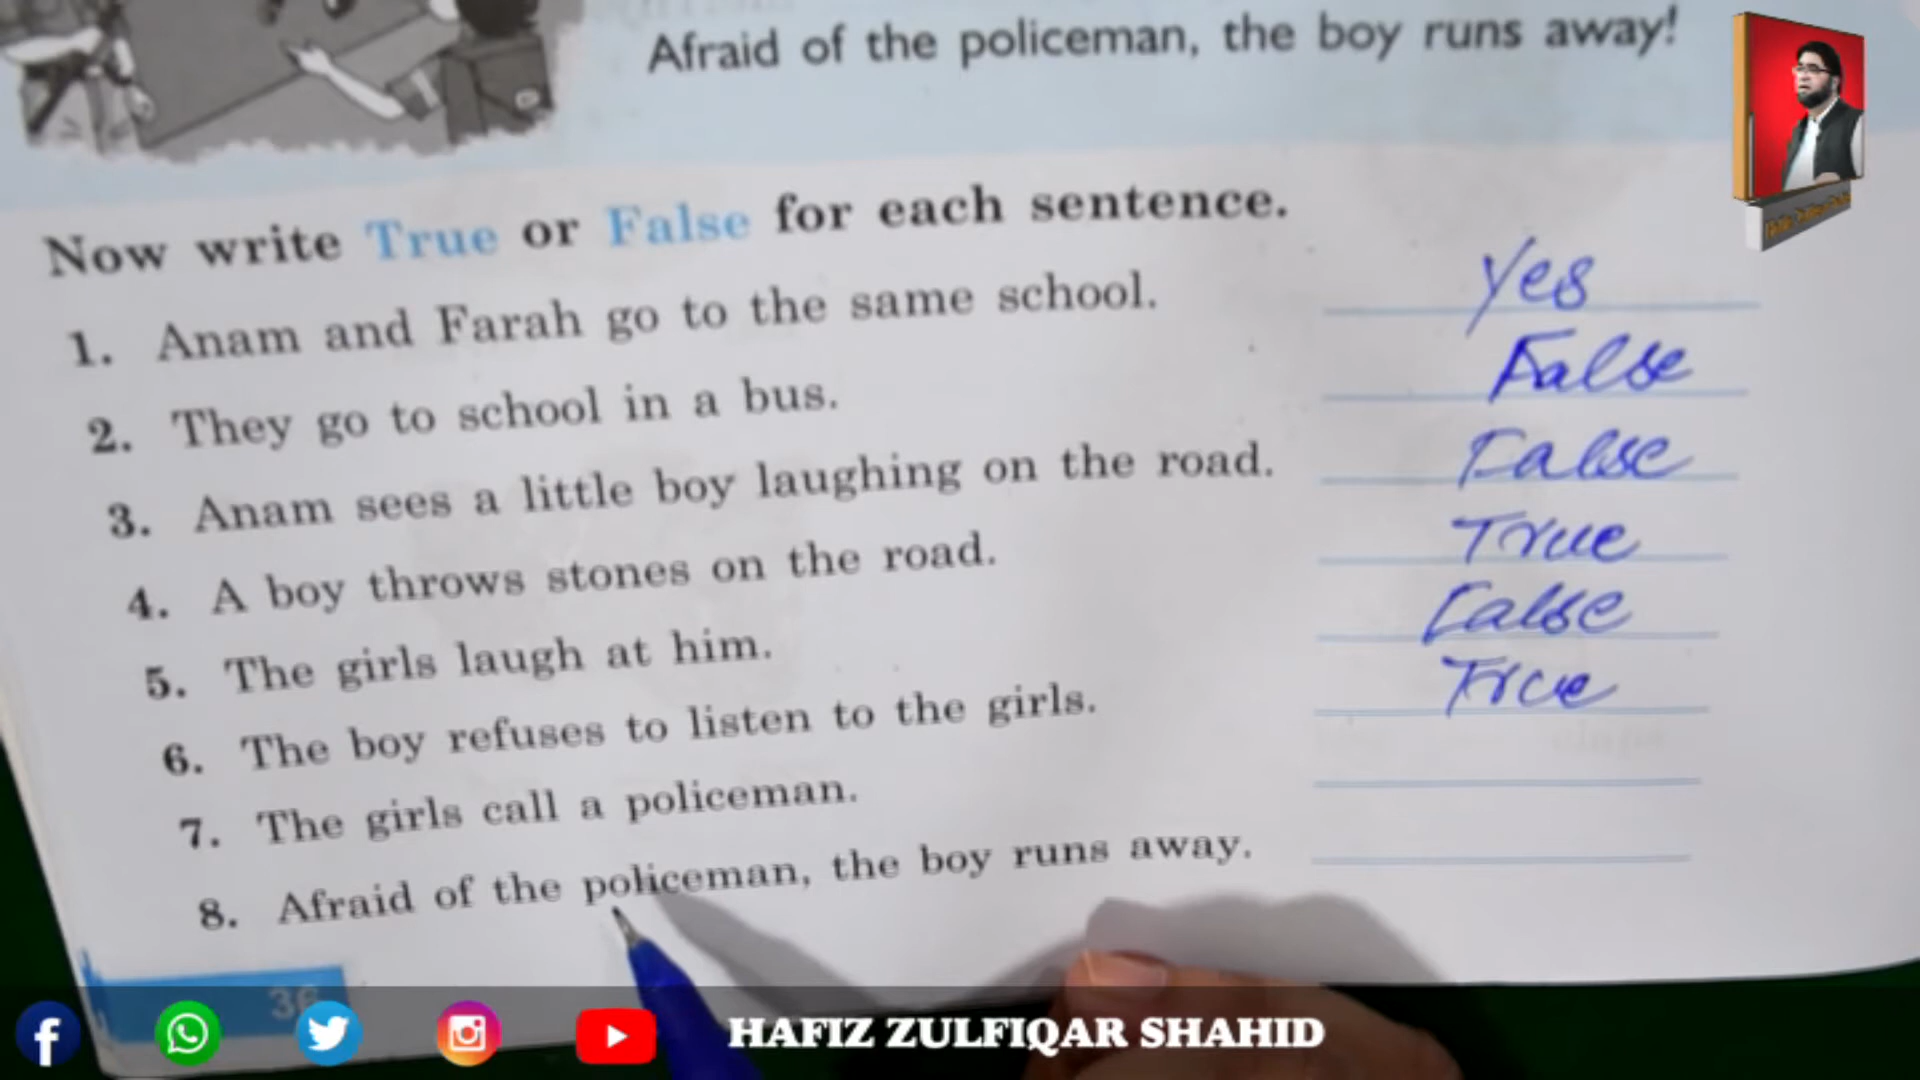 Afraid of the policeman, the boy runs away!
Now write True or False for each sentence.
1. Anam and Farah go to the same school. Yes
2. They go to school in a bus. False
3. Anam sees a little boy laughing on the road. False
4. A boy throws stones on the road. True
5. The girls laugh at him. False
6. The boy refuses to listen to the girls. True
7. The girls call a policeman.
8. Afraid of the policeman, the boy runs away.
36
HAFIZ ZULFIQAR SHAHID